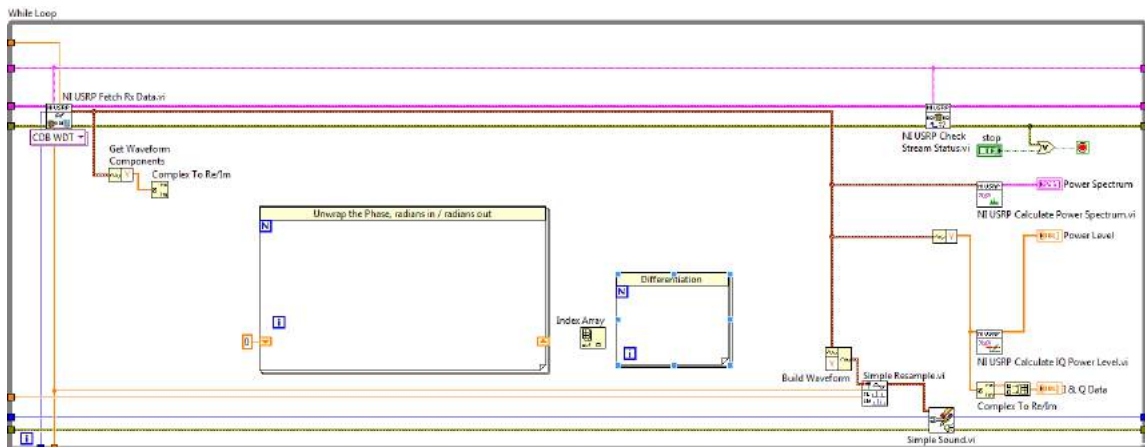 While Loop
NI USRP Fetch Rx Data.vi
CDB WDT
Get Waveform
Components
Complex To Re/Im
Unwrap the Phase, radians in / radians out
N
i
0
Index Array
Differentiation
N
i
Build Waveform
Simple Resample.vi
Simple Sound.vi
NI USRP Check
Stream Status.vi
stop
Power Spectrum
NI USRP Calculate Power Spectrum.vi
Power Level
NI USRP Calculate IQ Power Level.vi
I & Q Data
Complex To Re/Im
i